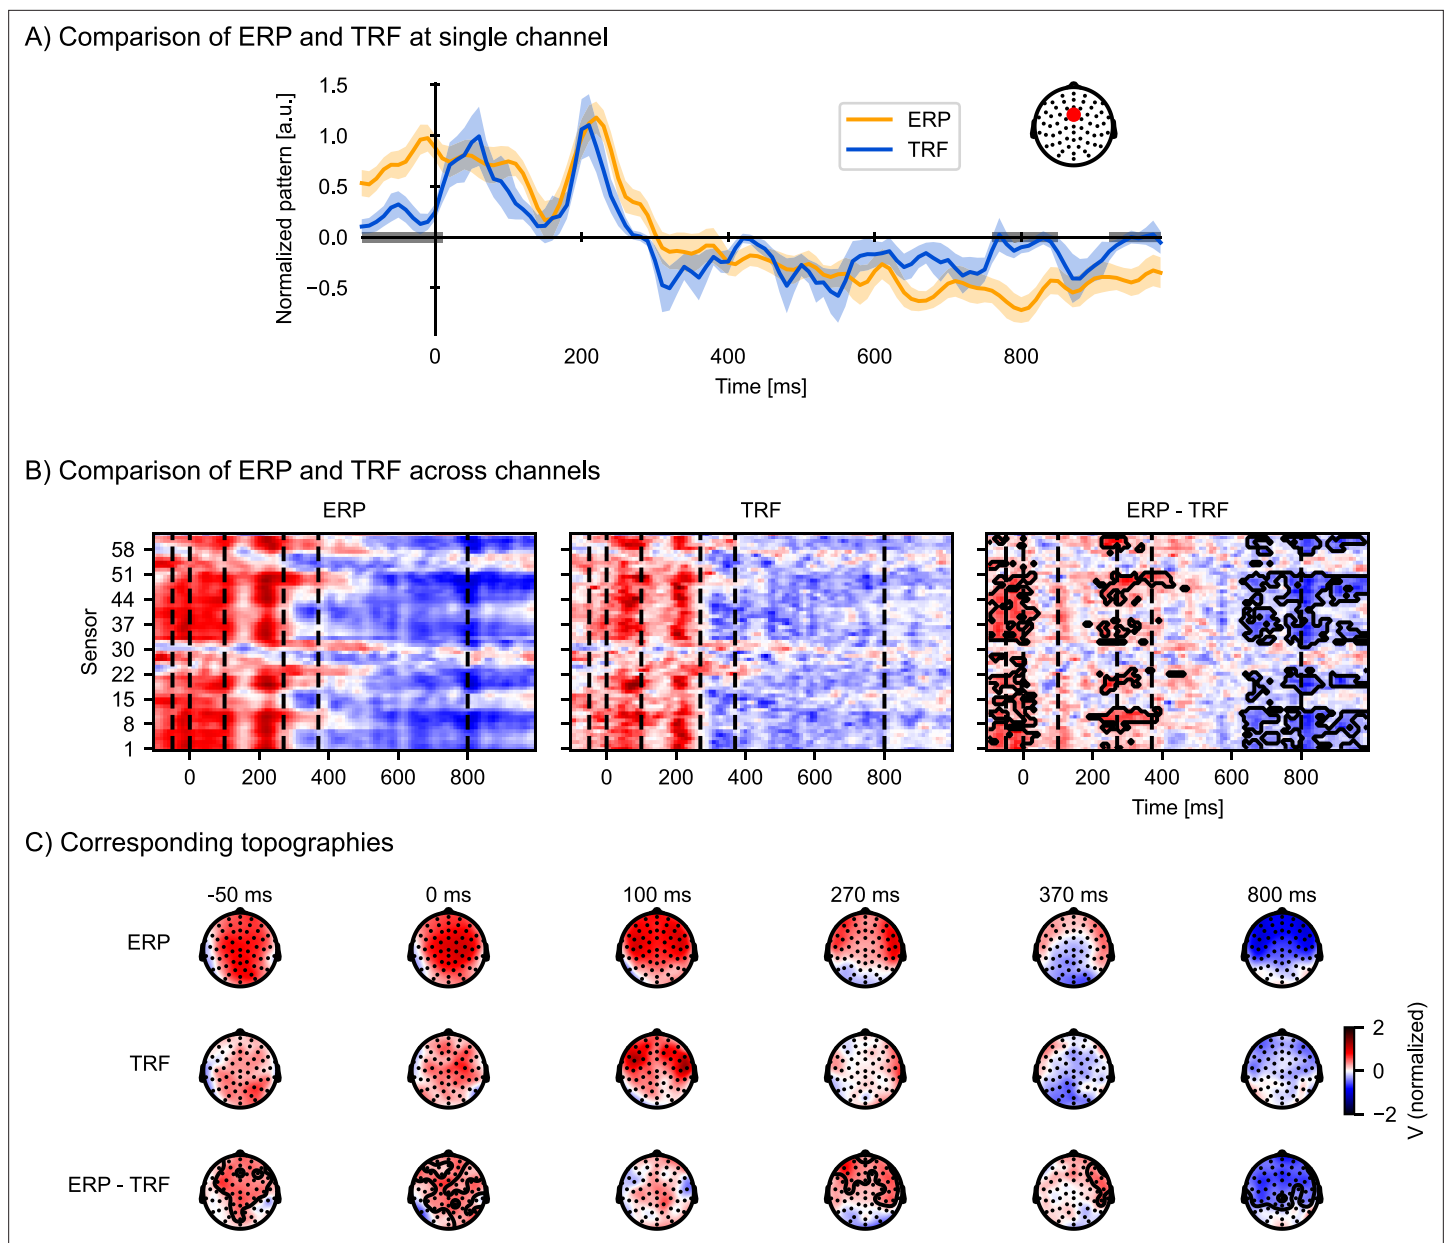 A) Comparison of ERP and TRF at single channel
Normalized pattern [a.u.]
1.5
1.0
0.5
0.0
−0.5
ERP
TRF
0 200 400 600 800
Time [ms]
B) Comparison of ERP and TRF across channels
ERP TRF ERP - TRF
Sensor
58
51
44
37
30
22
15
8
1
0 200 400 600 800 0 200 400 600 800 0 200 400 600 800
Time [ms]
C) Corresponding topographies
-50 ms 0 ms 100 ms 270 ms 370 ms 800 ms
ERP
TRF
ERP - TRF
2
0
−2
V (normalized)